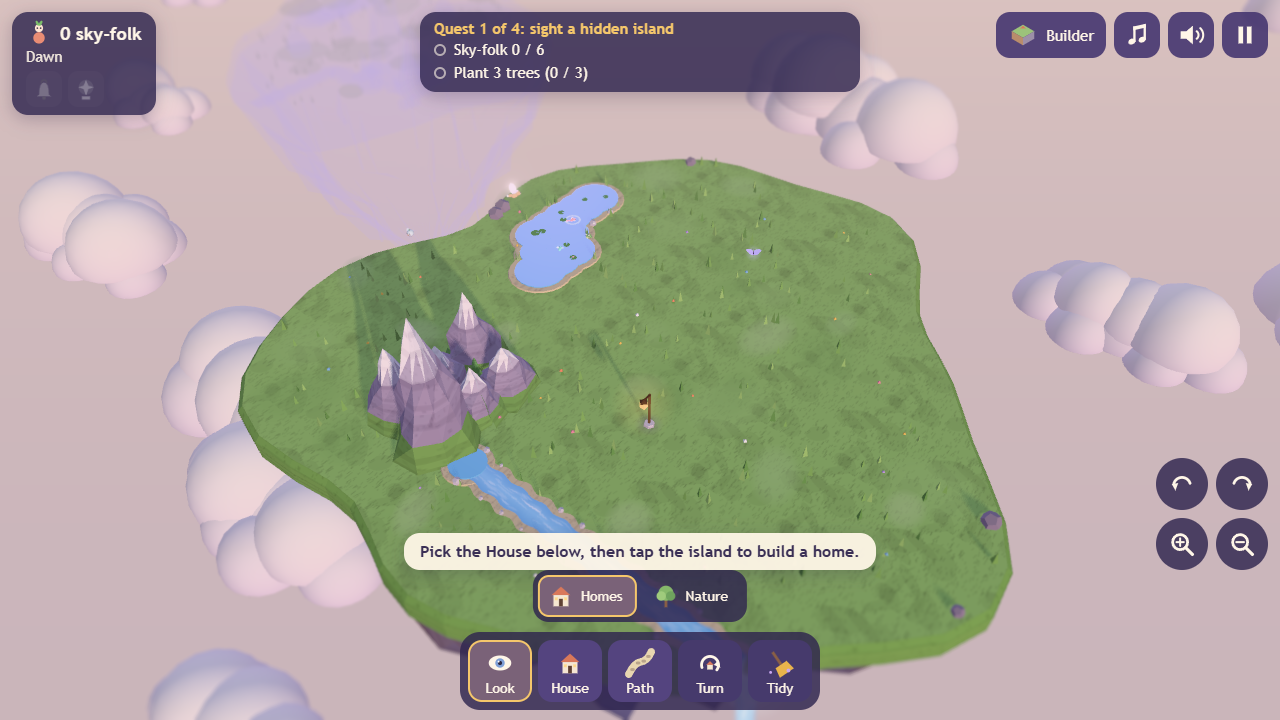 0 sky-folk
Dawn
Quest 1 of 4: sight a hidden island
Sky-folk 0 / 6
Plant 3 trees (0 / 3)
Builder
Pick the House below, then tap the island to build a home.
Homes
Nature
Look
House
Path
Turn
Tidy